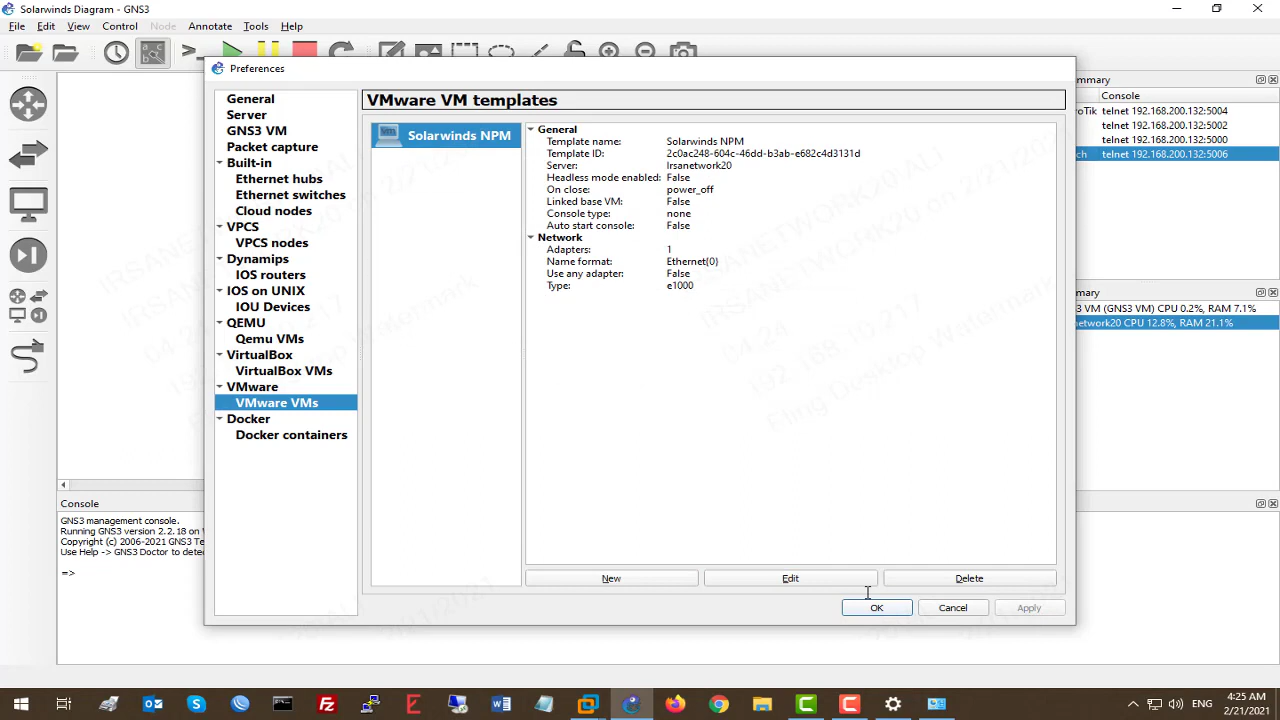 Solarwinds Diagram - GNS3
File Edit View Control Node Annotate Tools Help
Preferences
General
Server
GNS3 VM
Packet capture
Built-in
Ethernet hubs
Ethernet switches
Cloud nodes
VPCS
VPCS nodes
Dynamips
IOS routers
IOS on UNIX
IOU Devices
QEMU
Qemu VMs
VirtualBox
VirtualBox VMs
VMware
VMware VMs
Docker
Docker containers
VMware VM templates
Solarwinds NPM
General
Template name: Solarwinds NPM
Template ID: 2c0ac248-604c-46dd-b3ab-e682c4d3131d
Server: Irsanetwork20
Headless mode enabled: False
On close: power_off
Linked base VM: False
Console type: none
Auto start console: False
Network
Adapters: 1
Name format: Ethernet{0}
Use any adapter: False
Type: e1000
New Edit Delete
OK Cancel Apply
mmary
Console
oTik telnet 192.168.200.132:5004
telnet 192.168.200.132:5002
telnet 192.168.200.132:5000
ch telnet 192.168.200.132:5006
mmary
3 VM (GNS3 VM) CPU 0.2%, RAM 7.1%
network20 CPU 12.8%, RAM 21.1%
Console
GNS3 management console.
Running GNS3 version 2.2.18 on
Copyright (c) 2006-2021 GNS3 Te
Use Help -> GNS3 Doctor to dete
=>
4:25 AM
ENG
2/21/2021